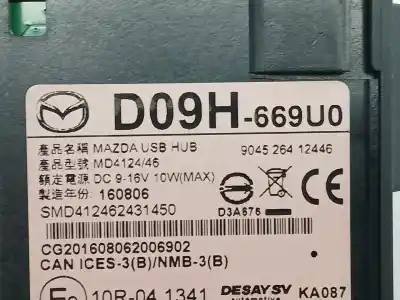 D09H-669U0
產品名稱 MAZDA USB HUB 9045 264 12446
產品型號 MD4124/46
額定電源 DC 9-16V 10W(MAX)
製造年份: 160806
SMD412462431450 D3A676
CG201608062006902
CAN ICES-3(B)/NMB-3(B)
10R-04 1341 DESAY SV KA087
automotive